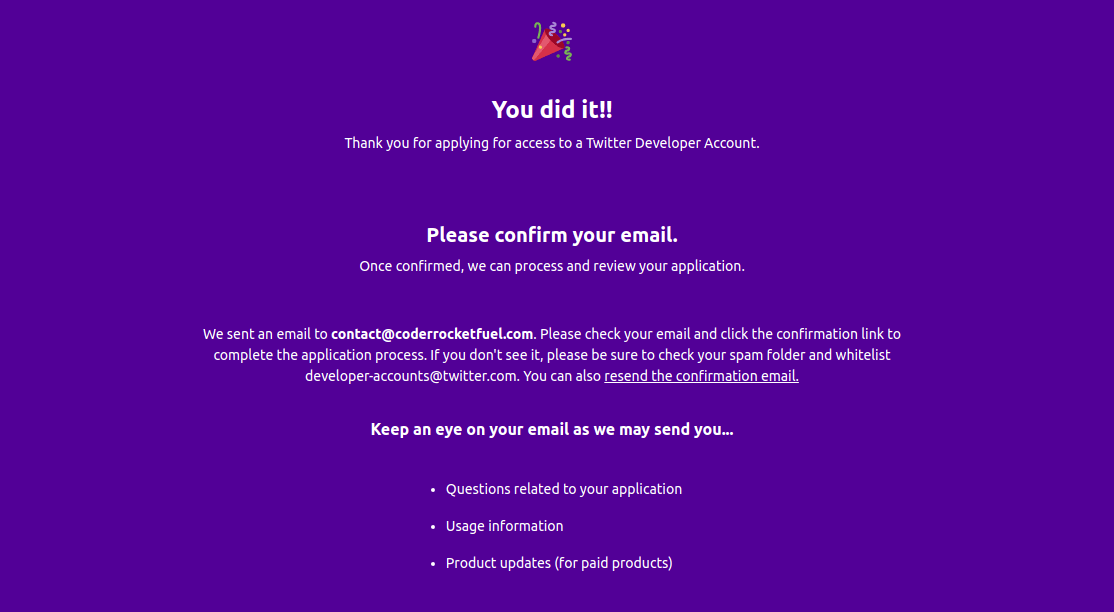 You did it!!
Thank you for applying for access to a Twitter Developer Account.
Please confirm your email.
Once confirmed, we can process and review your application.
We sent an email to contact@coderrocketfuel.com. Please check your email and click the confirmation link to
complete the application process. If you don't see it, please be sure to check your spam folder and whitelist
developer-accounts@twitter.com. You can also resend the confirmation email.
Keep an eye on your email as we may send you...
• Questions related to your application
• Usage information
• Product updates (for paid products)